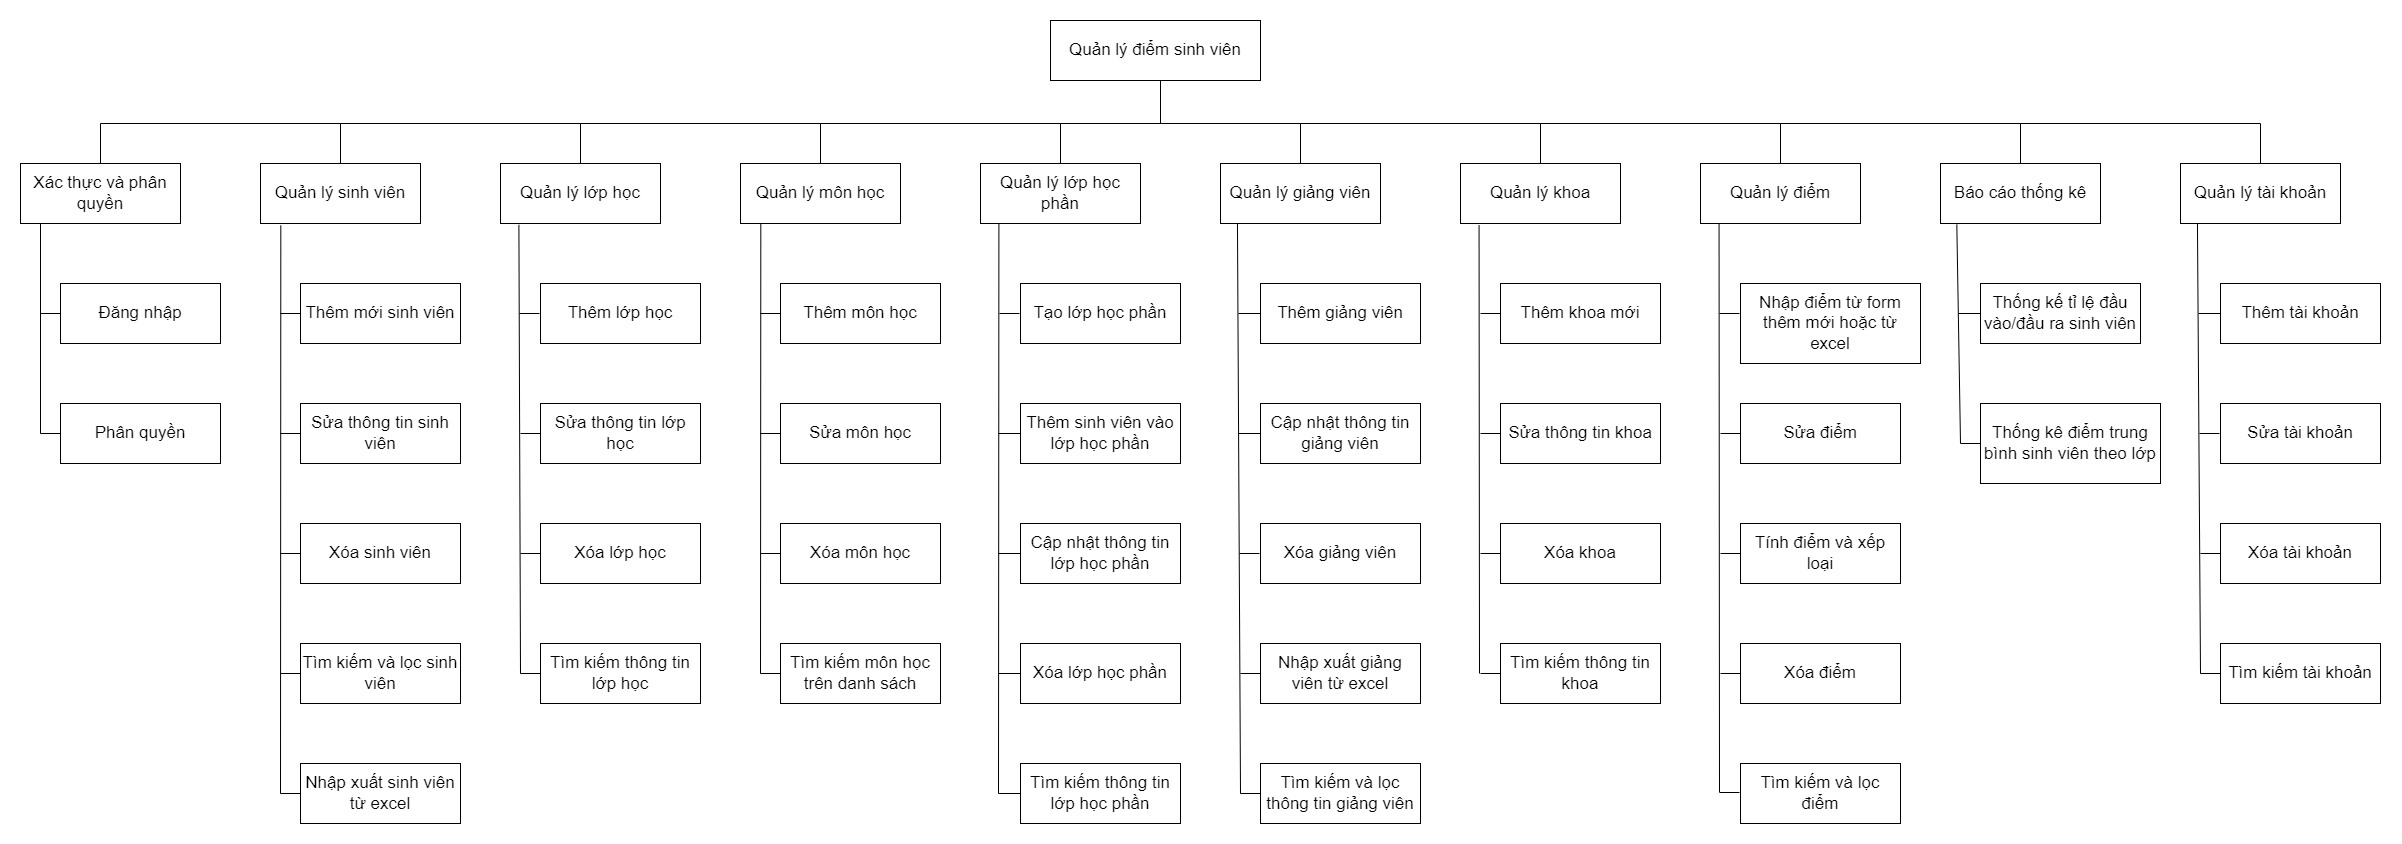 Quản lý điểm sinh viên
Xác thực và phân
quyền
Quản lý sinh viên
Quản lý lớp học
Quản lý môn học
Quản lý lớp học
phần
Quản lý giảng viên
Quản lý khoa
Quản lý điểm
Báo cáo thống kê
Quản lý tài khoản
Đăng nhập
Thêm mới sinh viên
Thêm lớp học
Thêm môn học
Tạo lớp học phần
Thêm giảng viên
Thêm khoa mới
Nhập điểm từ form
thêm mới hoặc từ
excel
Thống kế tỉ lệ đầu
vào/đầu ra sinh viên
Thêm tài khoản
Phân quyền
Sửa thông tin sinh
viên
Sửa thông tin lớp
học
Sửa môn học
Thêm sinh viên vào
lớp học phần
Cập nhật thông tin
giảng viên
Sửa thông tin khoa
Sửa điểm
Thống kê điểm trung
bình sinh viên theo lớp
Sửa tài khoản
Xóa sinh viên
Xóa lớp học
Xóa môn học
Cập nhật thông tin
lớp học phần
Xóa giảng viên
Xóa khoa
Tính điểm và xếp
loại
Xóa tài khoản
Tìm kiếm và lọc sinh
viên
Tìm kiếm thông tin
lớp học
Tìm kiếm môn học
trên danh sách
Xóa lớp học phần
Nhập xuất giảng
viên từ excel
Tìm kiếm thông tin
khoa
Xóa điểm
Tìm kiếm tài khoản
Nhập xuất sinh viên
từ excel
Tìm kiếm thông tin
lớp học phần
Tìm kiếm và lọc
thông tin giảng viên
Tìm kiếm và lọc
điểm